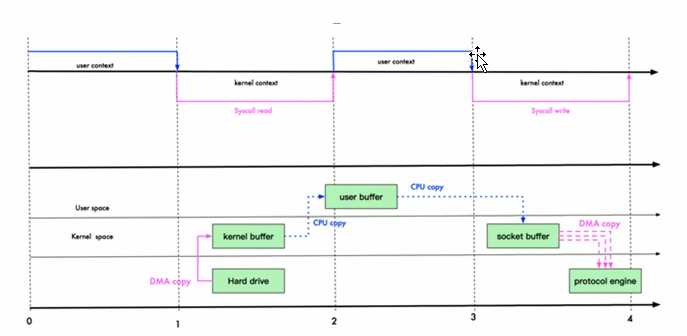 user context
user context
kernel context
kernel context
Syscall read
Syscall write
CPU copy
user buffer
User space
CPU copy
DMA copy
Kernel space
kernel buffer
socket buffer
DMA copy
Hard drive
protocol engine
0
1
2
3
4